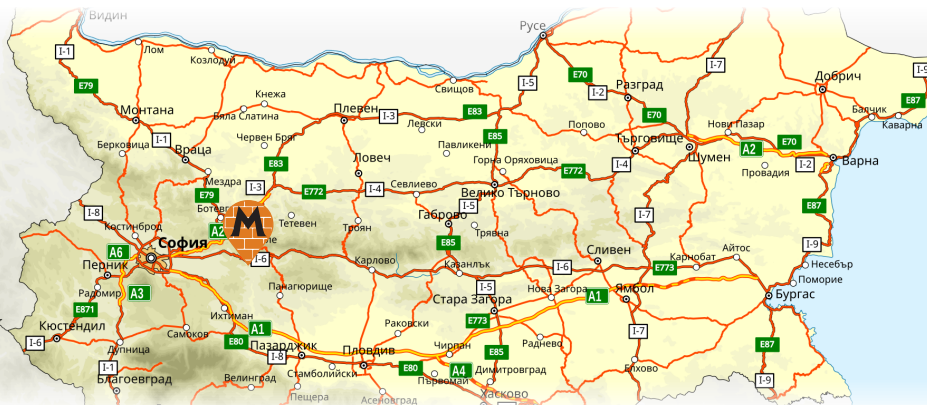 Видин
Русе
I-1
Лом
Козлодуй
I-5
E70
I-7
Добрич
I-9
E79
Свищов
I-2
Разград
E87
Кнежа
Монтана
Бяла Слатина
Плевен
I-3
E83
E70
Балчик
Каварна
Левски
Попово
Нови Пазар
I-1
Червен Бряг
E85
Търговище
A2
E70
Берковица
Враца
Павликени
Ловеч
Горна Оряховица
I-4
Шумен
I-2
Варна
E83
E772
Провадия
Мездра
I-3
E772
I-4
Севлиево
Велико Търново
E79
I-8
Ботевг
M
I-5
I-7
E87
Габрово
Костинброд
A2
Тетевен
Троян
Трявна
София
ле
E85
I-9
A6
I-6
Карлово
Сливен
Айтос
Перник
Казанлък
I-6
E773
Карнобат
Несебър
Поморие
Радомир
A3
Панагюрище
I-5
Нова Загора
A1
Ямбол
Бургас
Стара Загора
E871
Ихтиман
E773
Кюстендил
A1
Раковски
I-7
I-6
Самоков
E80
Пазарджик
Чирпан
Раднево
E87
Дупница
I-8
Пловдив
E85
I-1
Стамболийски
E80
A4
Димитровград
Елхово
Благоевград
Велинград
Първомай
I-9
Пещера
Асеновград
Хасково